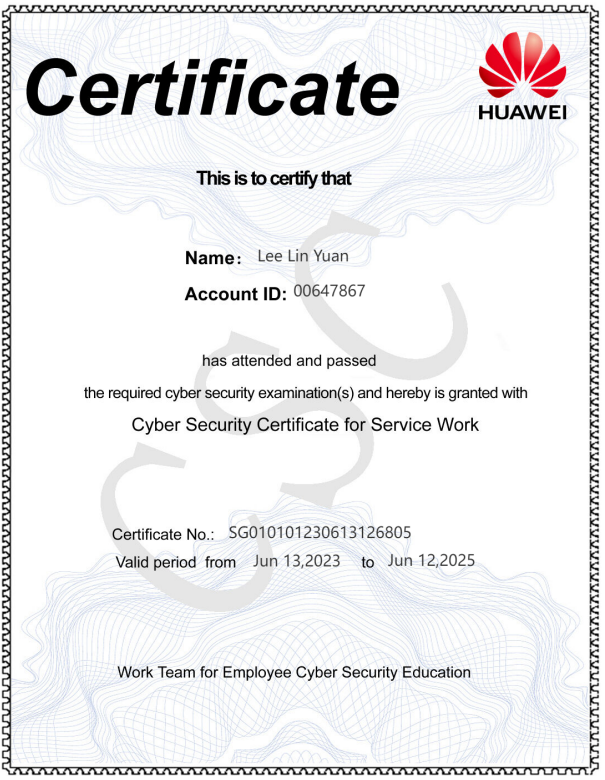 Certificate
HUAWEI
This is to certify that
Name: Lee Lin Yuan
Account ID: 00647867
has attended and passed
the required cyber security examination(s) and hereby is granted with
Cyber Security Certificate for Service Work
CSC
Certificate No.: SG010101230613126805
Valid period from Jun 13,2023 to Jun 12,2025
Work Team for Employee Cyber Security Education